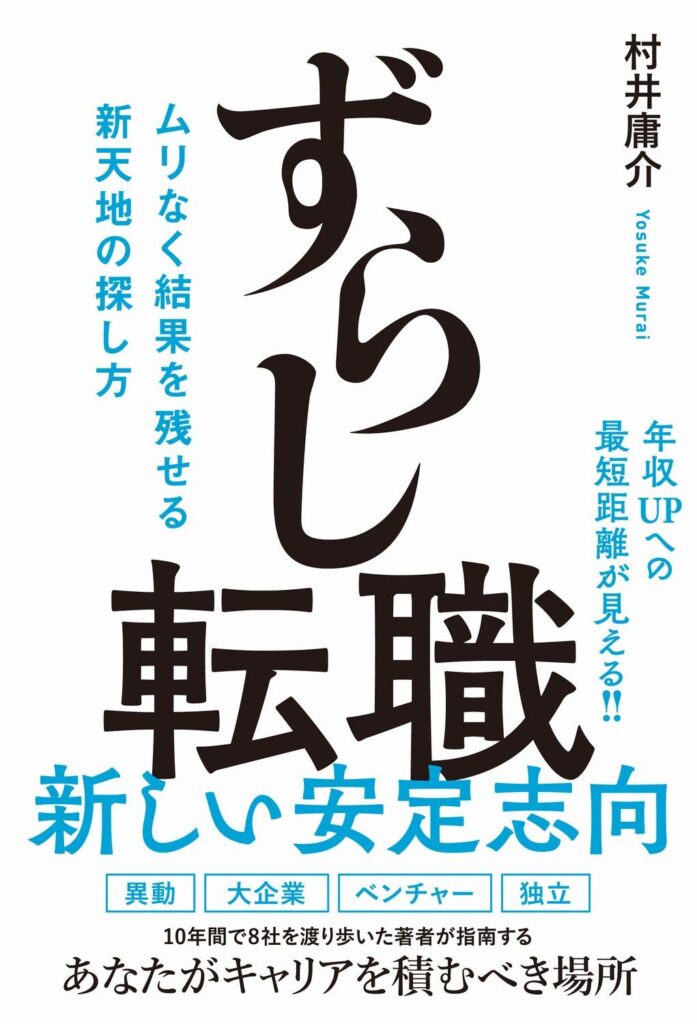 村井庸介
Yosuke Murai
年収UPへの
最短距離が見える!!
ずらし
転職
ムリなく結果を残せる
新天地の探し方
新しい安定志向
異動
大企業
ベンチャー
独立
10年間で8社を渡り歩いた著者が指南する
あなたがキャリアを積むべき場所